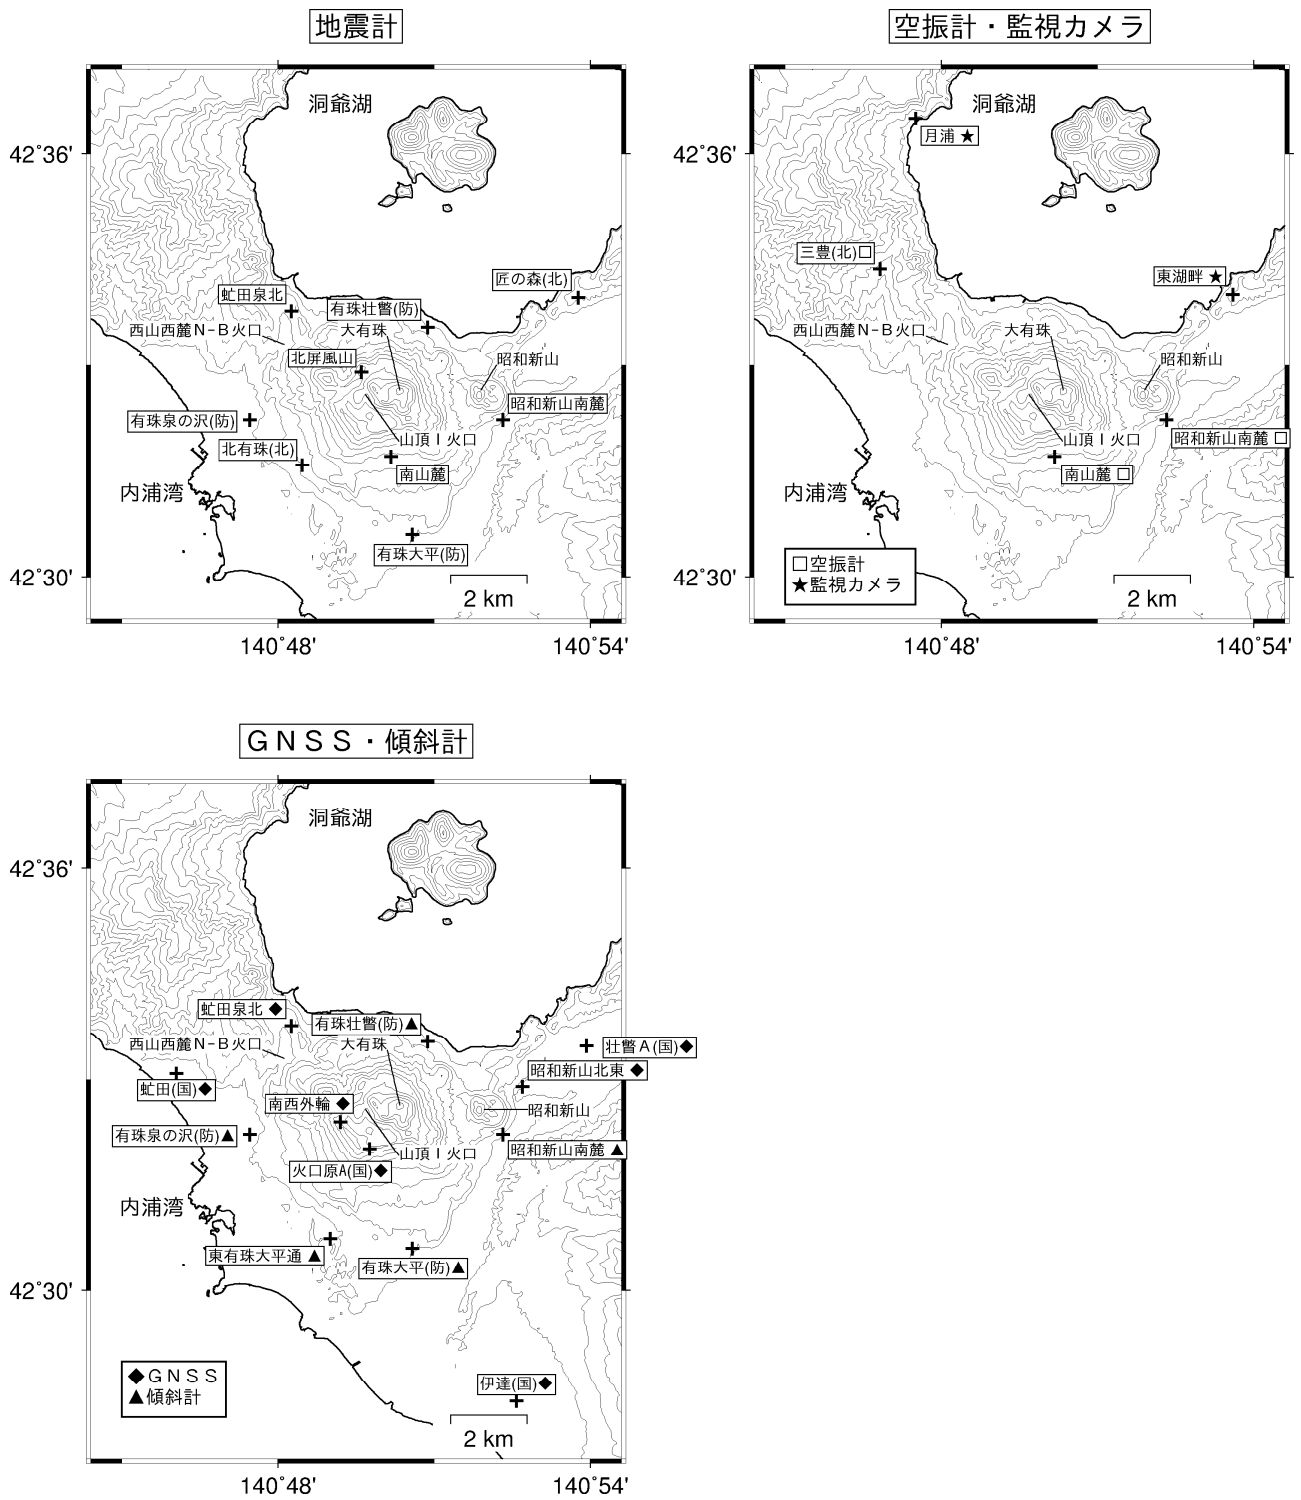 地震計
洞爺湖
42˚36'
匠の森(北)
虻田泉北
有珠壮瞥(防)
西山西麓N-B火口
大有珠
北屏風山
昭和新山
昭和新山南麓
有珠泉の沢(防)
山頂Ⅰ火口
北有珠(北)
南山麓
内浦湾
有珠大平(防)
42˚30'
2 km
140˚48'
140˚54'
空振計・監視カメラ
洞爺湖
月浦 ★
42˚36'
三豊(北)□
東湖畔 ★
西山西麓N-B火口
大有珠
昭和新山
昭和新山南麓 □
山頂Ⅰ火口
南山麓 □
内浦湾
□空振計
★監視カメラ
42˚30'
2 km
140˚48'
140˚54'
GNSS・傾斜計
洞爺湖
42˚36'
虻田泉北 ◆
有珠壮瞥(防)▲
西山西麓N-B火口
大有珠
壮瞥A(国)◆
昭和新山北東 ◆
虻田(国)◆
南西外輪 ◆
昭和新山
有珠泉の沢(防)▲
昭和新山南麓 ▲
山頂Ⅰ火口
火口原A(国)◆
内浦湾
東有珠大平通 ▲
有珠大平(防)▲
42˚30'
◆GNSS
▲傾斜計
伊達(国)◆
2 km
140˚48'
140˚54'